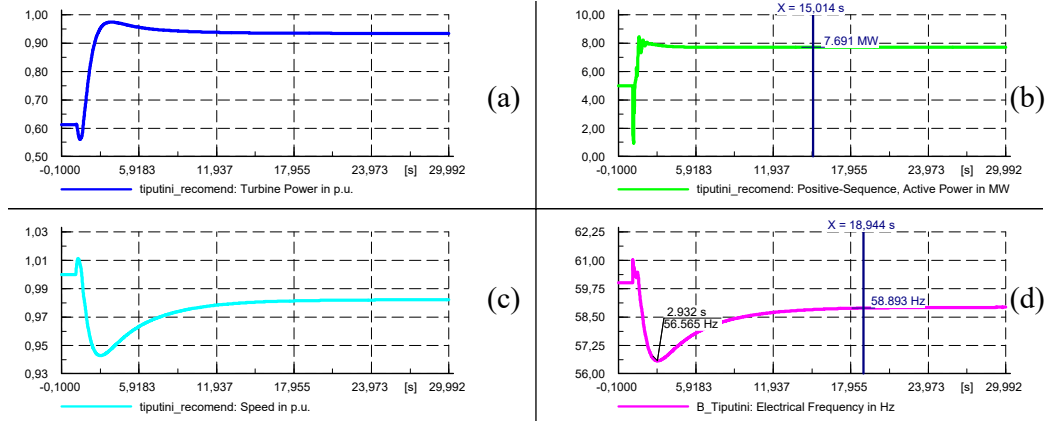 1,00
0,90
0,80
0,70
0,60
0,50
-0,1000 5,9183 11,937 17,955 23,973 [s] 29,992
tiputini_recomend: Turbine Power in p.u.
(a)
X = 15,014 s
10,00
8,00
6,00
4,00
2,00
0,00
7.691 MW
-0,1000 5,9183 11,937 17,955 23,973 [s] 29,992
tiputini_recomend: Positive-Sequence, Active Power in MW
(b)
1,03
1,01
0,99
0,97
0,95
0,93
-0,1000 5,9183 11,937 17,955 23,973 [s] 29,992
tiputini_recomend: Speed in p.u.
(c)
X = 18,944 s
62,25
61,00
59,75
58,50
57,25
56,00
2.932 s
56.565 Hz
58.893 Hz
-0,1000 5,9183 11,937 17,955 23,973 [s] 29,992
B_Tiputini: Electrical Frequency in Hz
(d)